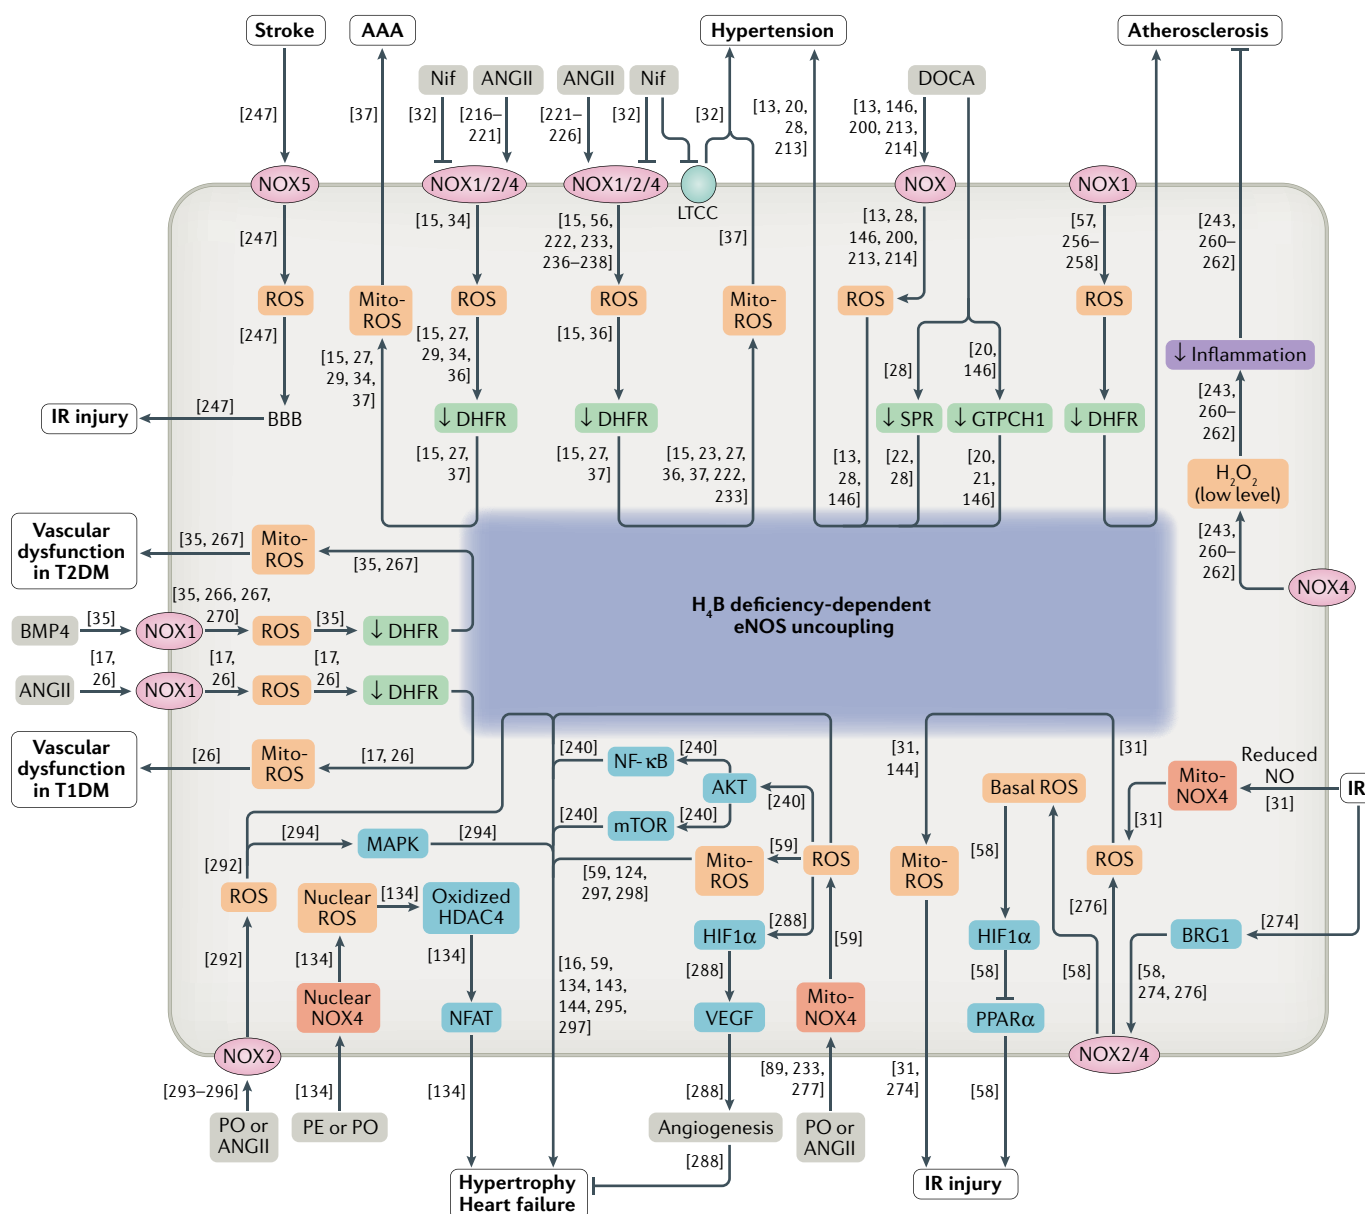 Stroke
AAA
Hypertension
Atherosclerosis
Nif
ANGII
ANGII
Nif
DOCA
[247]
[37]
[32]
[216–
221]
[221–
226]
[32]
[32]
[13, 20,
28,
213]
[13, 146,
200, 213,
214]
NOX5
NOX1/2/4
NOX1/2/4
LTCC
NOX
NOX1
[247]
[15, 34]
[15, 56,
222, 233,
236–238]
[37]
[13, 28,
146, 200,
213, 214]
[57,
256–
258]
[243,
260–
262]
ROS
Mito-
ROS
ROS
ROS
Mito-
ROS
ROS
ROS
[247]
[15, 27,
29, 34,
37]
[15, 27,
29, 34,
36]
[15, 36]
[28]
[20,
146]
↓ Inflammation
IR injury
[247]
BBB
↓ DHFR
↓ DHFR
↓ SPR
↓ GTPCH1
↓ DHFR
[243,
260–
262]
[15, 27,
37]
[15, 27,
37]
[15, 23, 27,
36, 37, 222,
233]
[13,
28,
146]
[22,
28]
[20,
21,
146]
H₂O₂
(low level)
[243,
260–
262]
NOX4
Vascular
dysfunction
in T2DM
[35, 267]
Mito-
ROS
[35, 267]
H₄B deficiency-dependent
eNOS uncoupling
BMP4
[35]
NOX1
[35, 266, 267,
270]
ROS
[35]
↓ DHFR
ANGII
[17,
26]
NOX1
[17,
26]
ROS
[17,
26]
↓ DHFR
Vascular
dysfunction
in T1DM
[26]
Mito-
ROS
[17, 26]
[240]
NF-κB
[240]
AKT
[240]
[240]
mTOR
[240]
[31,
144]
Basal ROS
[31]
Mito-
NOX4
Reduced
NO
[31]
IR
[31]
[292]
[294]
MAPK
[294]
[59, 124,
297, 298]
Mito-
ROS
[59]
ROS
Mito-
ROS
[58]
ROS
ROS
Nuclear
ROS
[134]
Oxidized
HDAC4
[288]
HIF1α
[59]
HIF1α
[276]
BRG1
[274]
[292]
[134]
[134]
[16, 59,
134, 143,
144, 295,
297]
[288]
[58]
[58]
[58,
274, 276]
Nuclear
NOX4
NFAT
VEGF
Mito-
NOX4
PPARα
NOX2
NOX2/4
[293–296]
[134]
[134]
[288]
[89, 233,
277]
[31,
274]
[58]
PO or
ANGII
PE or PO
Angiogenesis
PO or
ANGII
[288]
Hypertrophy
Heart failure
IR injury